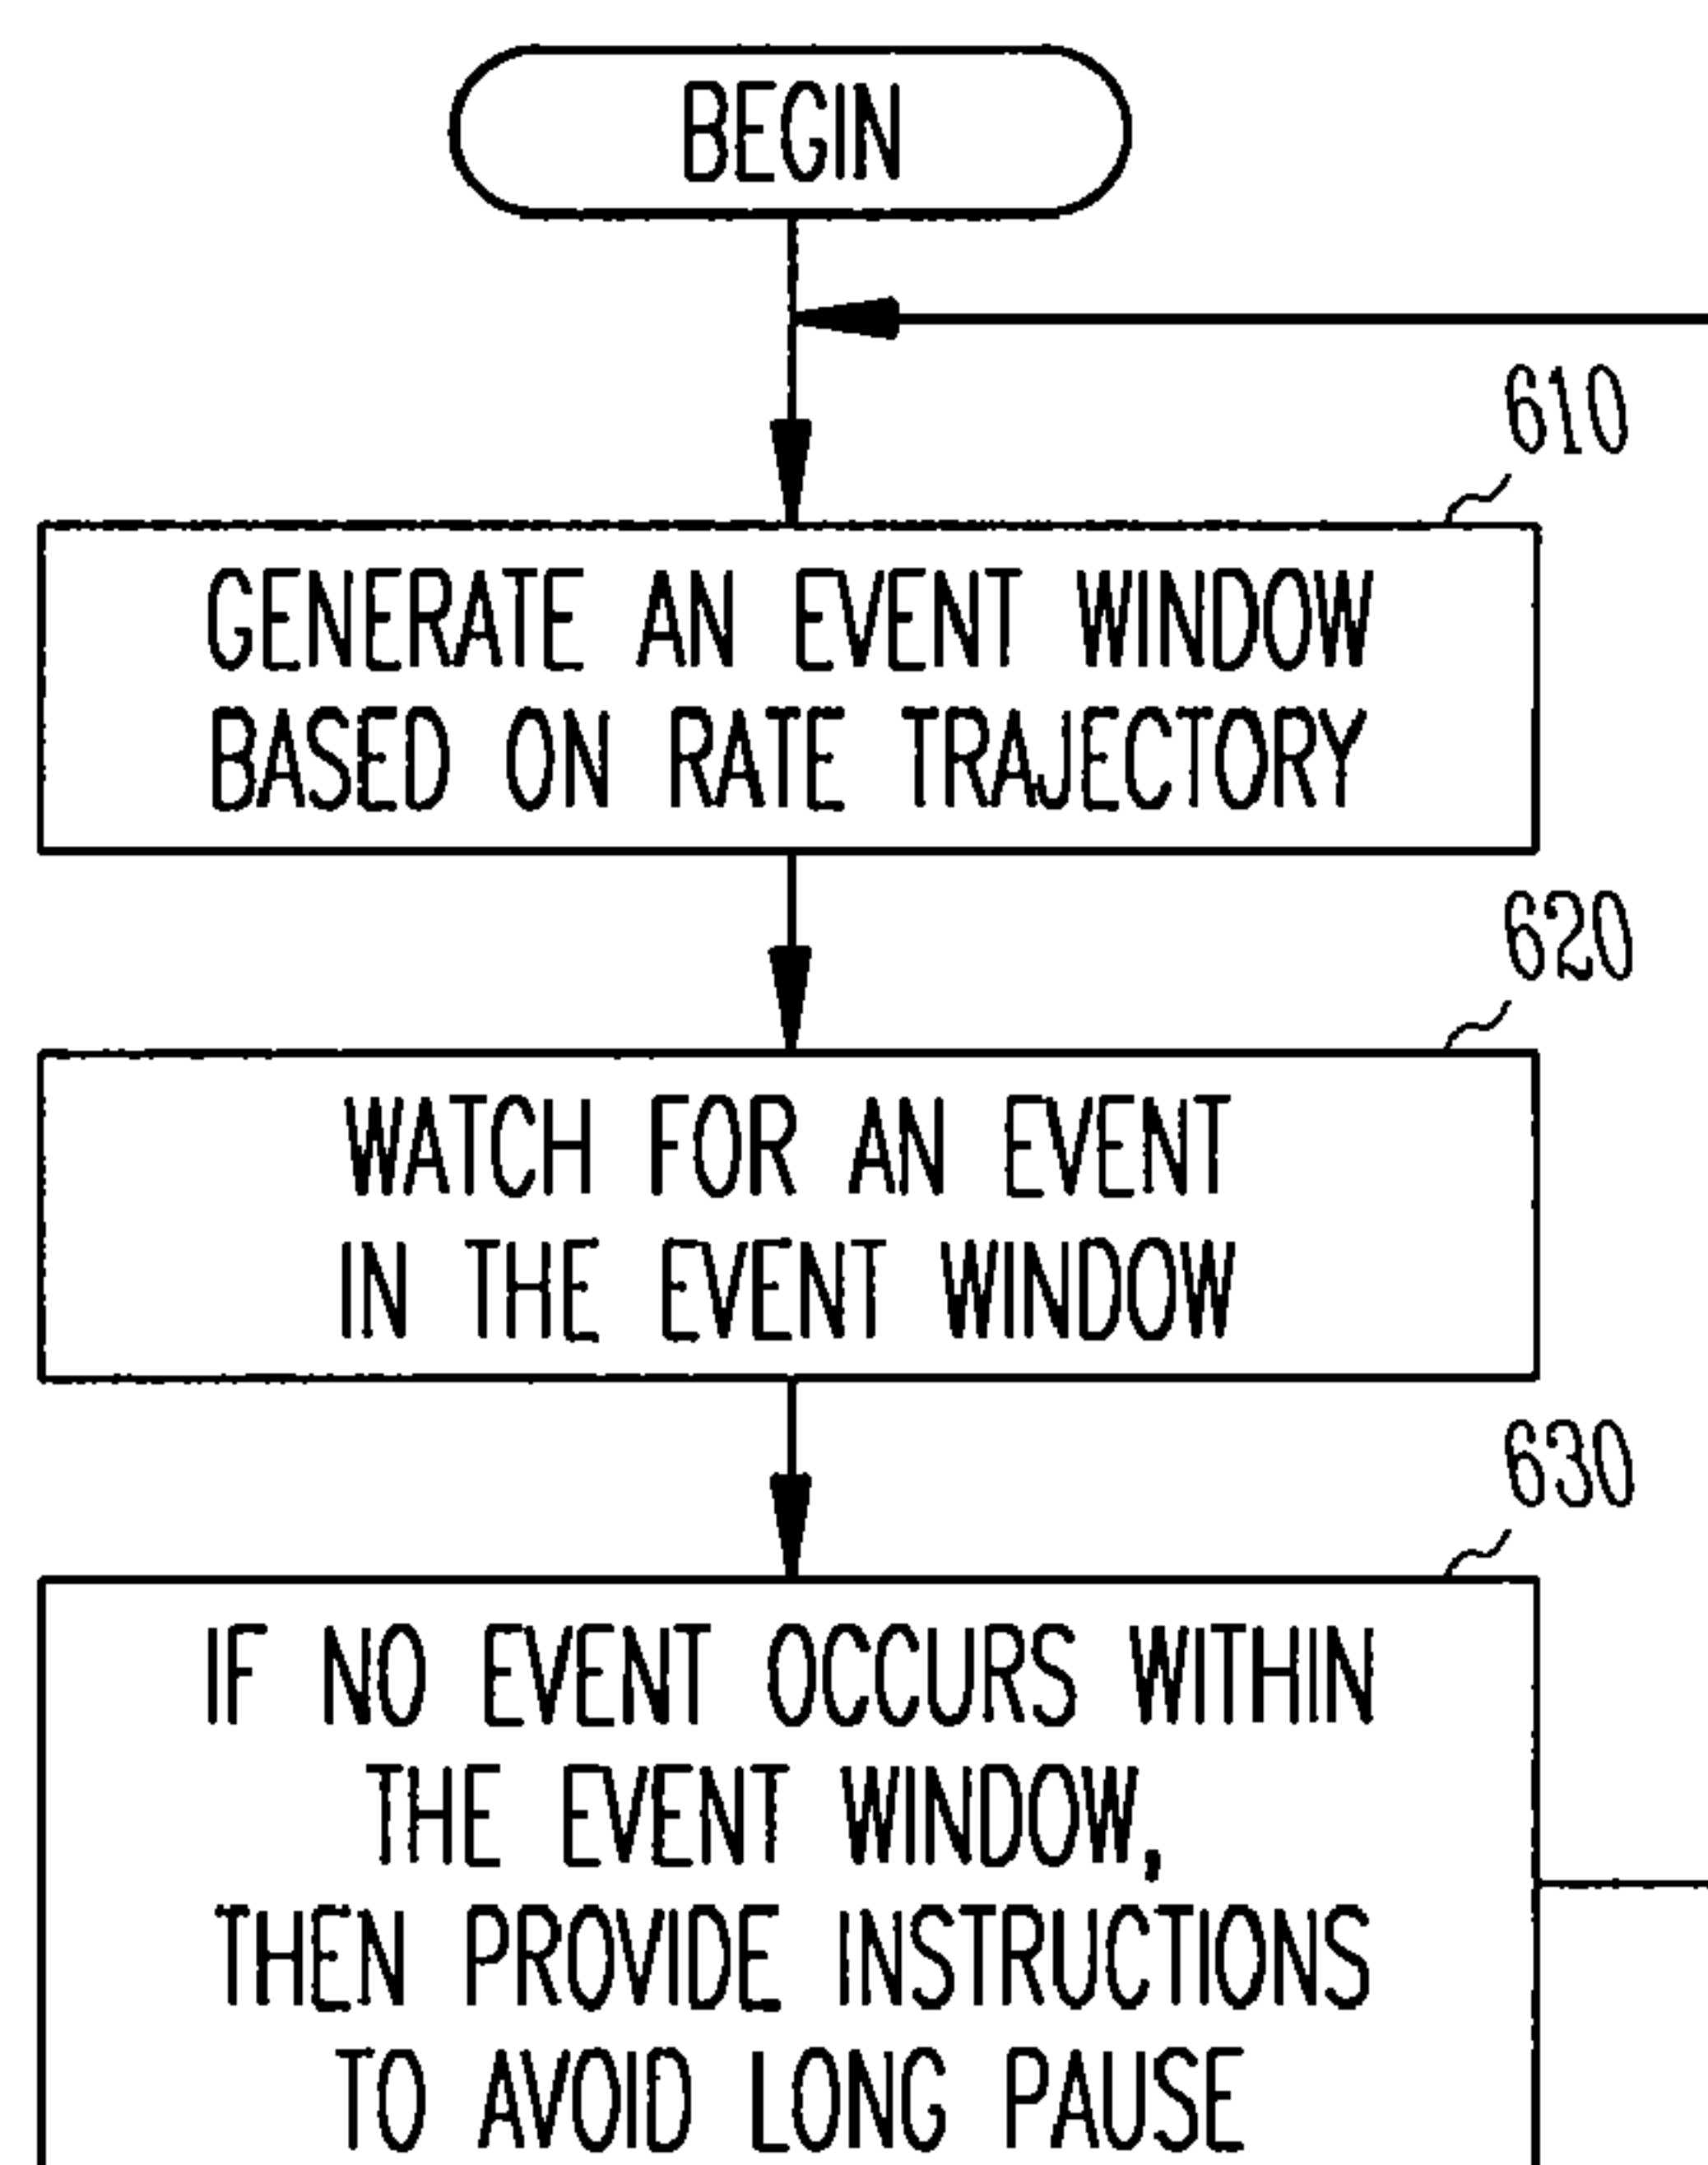 BEGIN
610
GENERATE AN EVENT WINDOW
BASED ON RATE TRAJECTORY
620
WATCH FOR AN EVENT
IN THE EVENT WINDOW
630
IF NO EVENT OCCURS WITHIN
THE EVENT WINDOW,
THEN PROVIDE INSTRUCTIONS
TO AVOID LONG PAUSE